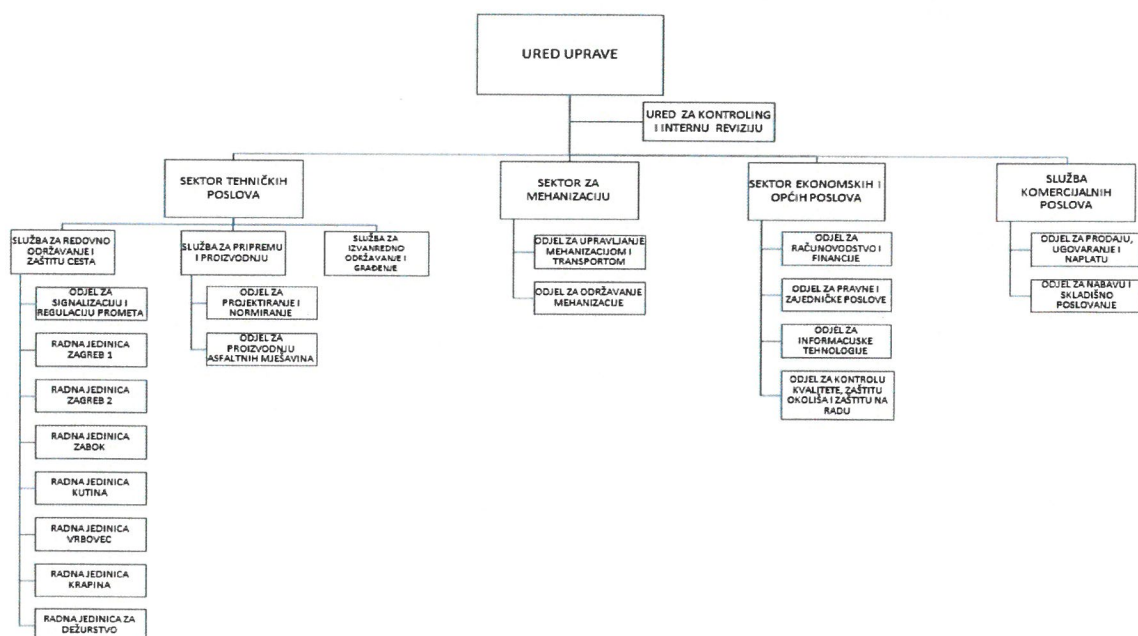 URED UPRAVE
URED ZA KONTROLING
I INTERNU REVIZIJU
SEKTOR TEHNIČKIH
POSLOVA
SLUŽBA ZA REDOVNO
ODRŽAVANJE I
ZAŠTITU CESTA
ODJEL ZA
SIGNALIZACIJU I
REGULACIJU PROMETA
RADNA JEDINICA
ZAGREB 1
RADNA JEDINICA
ZAGREB 2
RADNA JEDINICA
ZABOK
RADNA JEDINICA
KUTINA
RADNA JEDINICA
VRBOVEC
RADNA JEDINICA
KRAPINA
RADNA JEDINICA ZA
DEŽURSTVO
SLUŽBA ZA PRIPREMU
I PROIZVODNJU
ODJEL ZA
PROJEKTIRANJE I
NORMIRANJE
ODJEL ZA
PROIZVODNJU
ASFALTNIH MJEŠAVINA
SLUŽBA ZA
IZVANREDNO
ODRŽAVANJE I
GRAĐENJE
SEKTOR ZA
MEHANIZACIJU
ODJEL ZA UPRAVLJANJE
MEHANIZACIJOM I
TRANSPORTOM
ODJEL ZA ODRŽAVANJE
MEHANIZACIJE
SEKTOR EKONOMSKIH I
OPĆIH POSLOVA
ODJEL ZA
RAČUNOVODSTVO I
FINANCIJE
ODJEL ZA PRAVNE I
ZAJEDNIČKE POSLOVE
ODJEL ZA
INFORMACIJSKE
TEHNOLOGIJE
ODJEL ZA KONTROLU
KVALITETE, ZAŠTITU
OKOLIŠA I ZAŠTITU NA
RADU
SLUŽBA
KOMERCIJALNIH
POSLOVA
ODJEL ZA PRODAJU,
UGOVARANJE I
NAPLATU
ODJEL ZA NABAVU I
SKLADIŠNO
POSLOVANJE